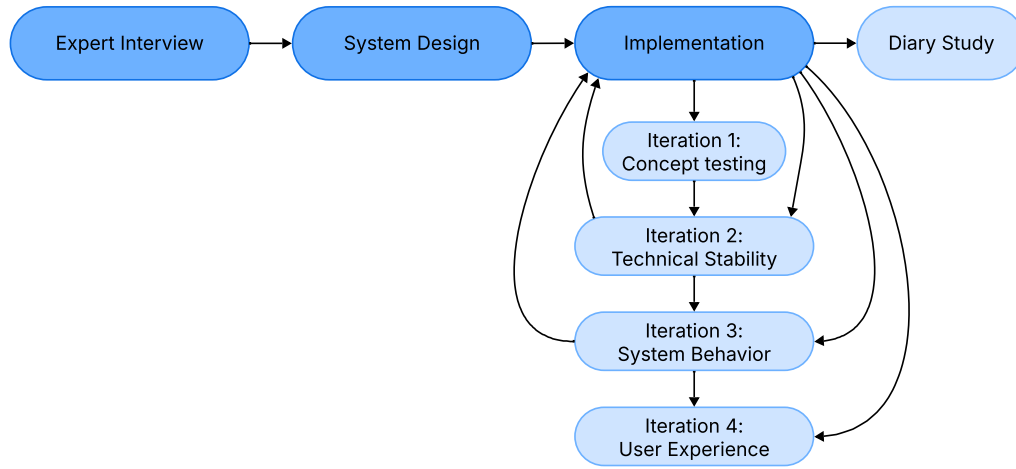 Expert Interview
System Design
Implementation
Diary Study
Iteration 1:
Concept testing
Iteration 2:
Technical Stability
Iteration 3:
System Behavior
Iteration 4:
User Experience